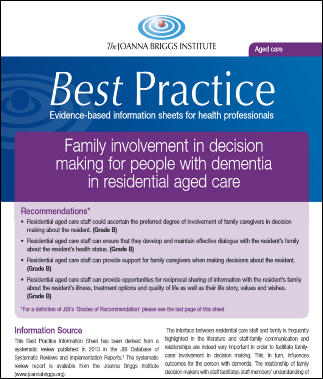 The JOANNA BRIGGS INSTITUTE
Aged care
Best Practice
Evidence-based information sheets for health professionals
Family involvement in decision
making for people with dementia
in residential aged care
Recommendations*
• Residential aged care staff could ascertain the preferred degree of involvement of family caregivers in decision
making about the resident. (Grade B)
• Residential aged care staff can ensure that they develop and maintain effective dialogue with the resident's family
about the resident's health status. (Grade B)
• Residential aged care staff can provide support for family caregivers when making decisions about the resident.
(Grade B)
• Residential aged care staff can provide opportunities for reciprocal sharing of information with the resident's family
about the resident's illness, treatment options and quality of life as well as their life story, values and wishes.
(Grade B)
*For a definition of JBI's 'Grades of Recommendation' please see the last page of this sheet
Information Source
This Best Practice Information Sheet has been derived from a
systematic review published in 2013 in the JBI Database of
Systematic Reviews and Implementation Reports.¹ The systematic
review report is available from the Joanna Briggs Institute
(www.joannabriggs.org).
The interface between residential care staff and family is frequently
highlighted in the literature and staff-family communication and
relationships are indeed very important in order to facilitate family-
carer involvement in decision making. This, in turn, influences
outcomes for the person with dementia. The relationship of family
decision makers with staff facilitates staff members' understanding of